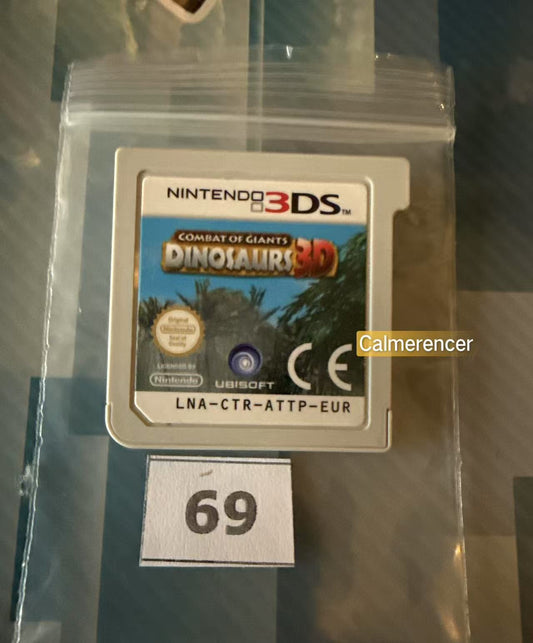 NINTENDO 3DS™
COMBAT OF GIANTS
DINOSAURS 3D
Original
Nintendo
Seal of
Quality
LICENSED BY
Nintendo
UBISOFT
CE
LNA-CTR-ATTP-EUR
Calmerencer
69